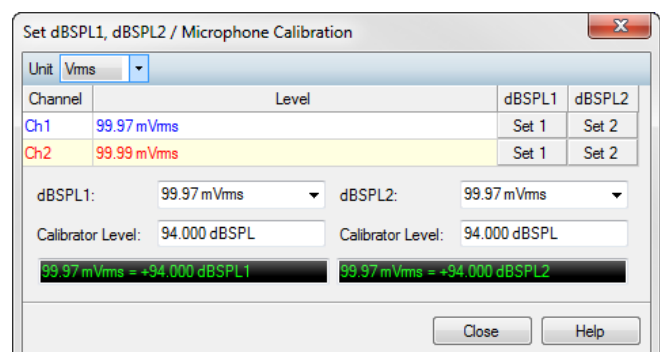 Set dBSPL1, dBSPL2 / Microphone Calibration
Unit Vrms
Channel Level dBSPL1 dBSPL2
Ch1 99.97 mVrms Set 1 Set 2
Ch2 99.99 mVrms Set 1 Set 2
dBSPL1: 99.97 mVrms dBSPL2: 99.97 mVrms
Calibrator Level: 94.000 dBSPL Calibrator Level: 94.000 dBSPL
99.97 mVrms = +94.000 dBSPL1 99.97 mVrms = +94.000 dBSPL2
Close Help